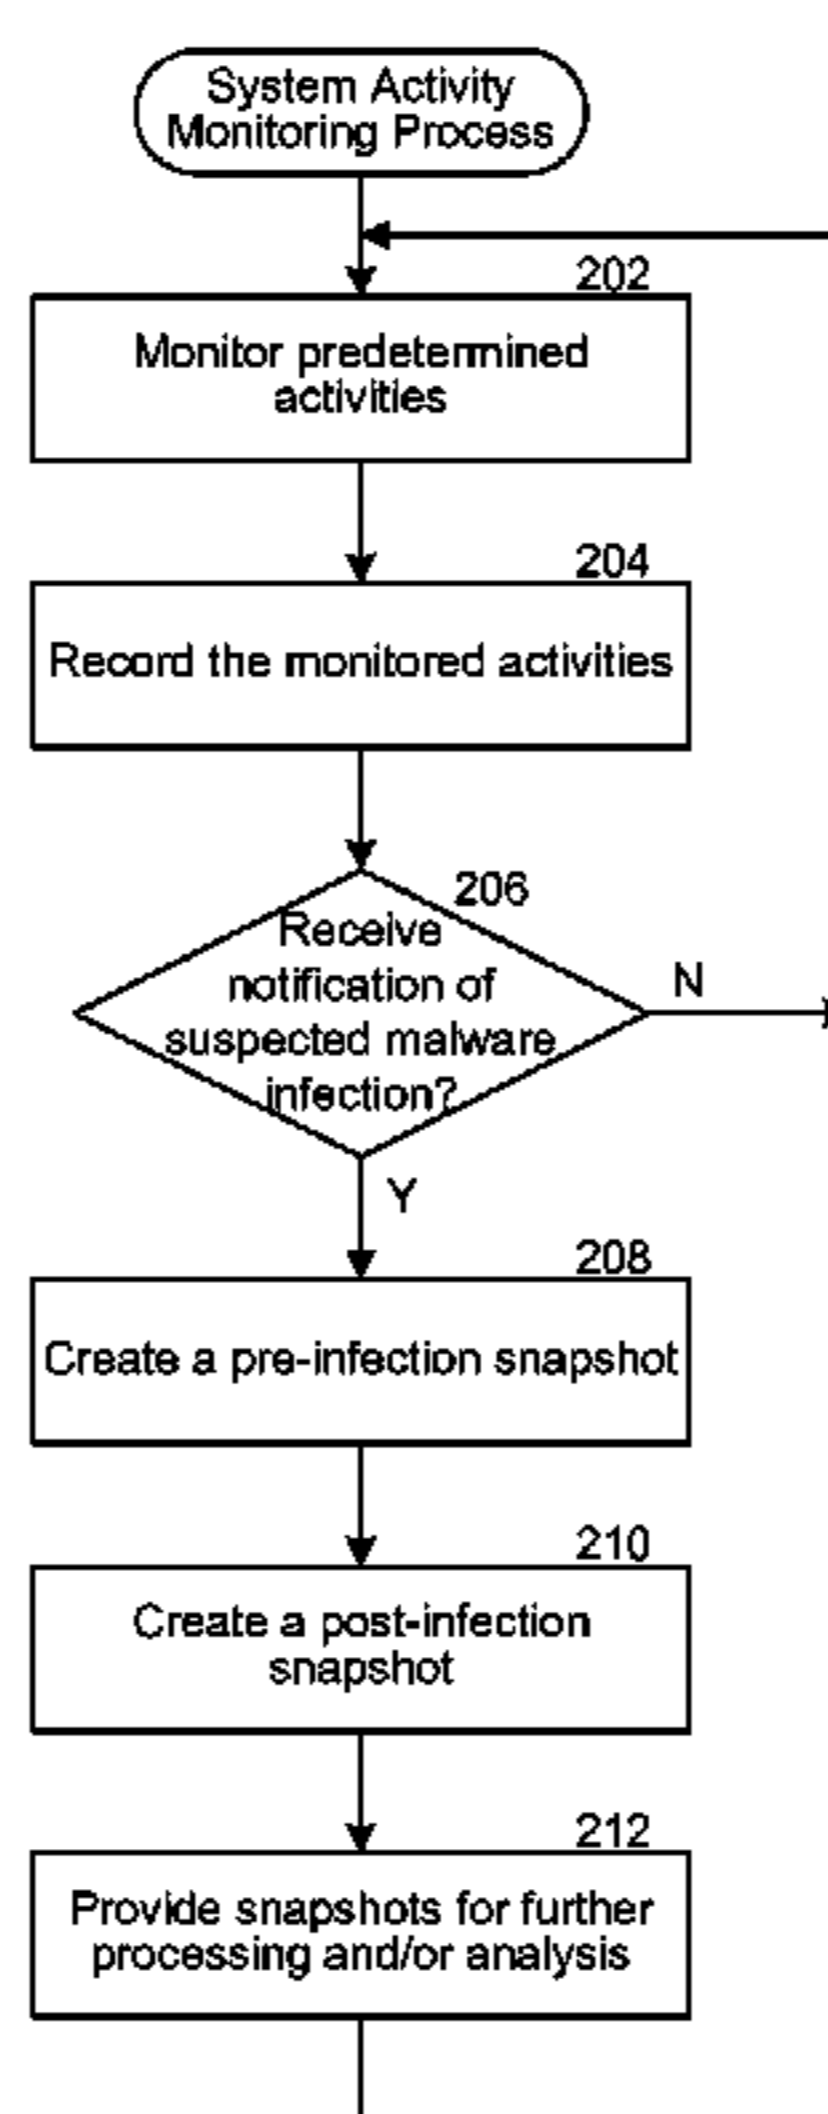 System Activity
Monitoring Process
202
Monitor predetermined
activities
204
Record the monitored activities
206
Receive
notification of
suspected malware
infection?
N
Y
208
Create a pre-infection snapshot
210
Create a post-infection
snapshot
212
Provide snapshots for further
processing and/or analysis